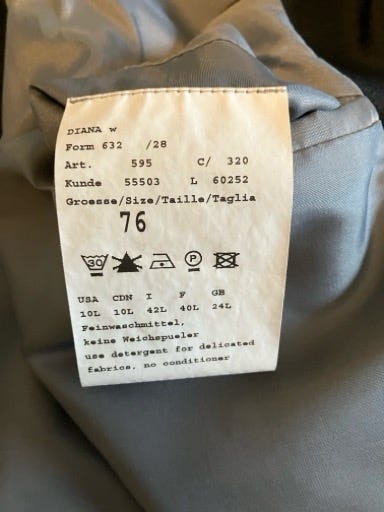 DIANA w
Form 632 /28
Art. 595 C/ 320
Kunde 55503 L 60252
Groesse/Size/Taille/Taglia
76
30 P
USA CDN I F GB
10L 10L 42L 40L 24L
Feinwaschmittel,
keine Weichspueler
use detergent for delicated
fabrics, no conditioner